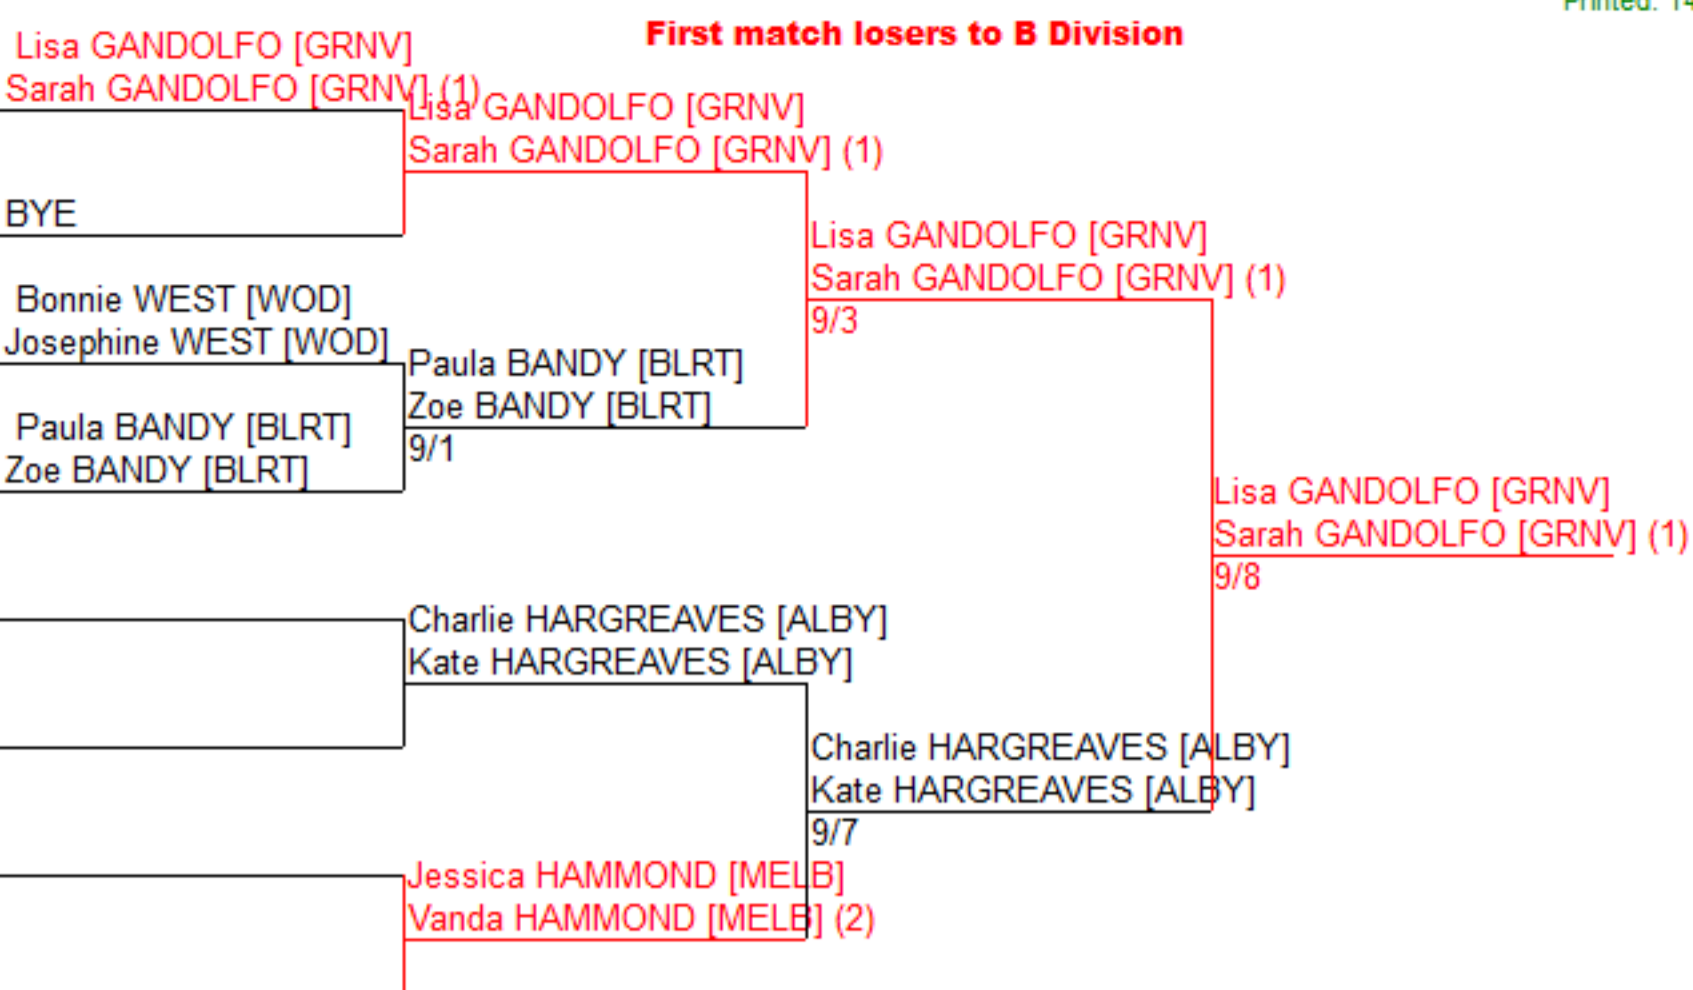 Printed: 14
First match losers to B Division
Lisa GANDOLFO [GRNV]
Sarah GANDOLFO [GRNV] (1)
Lisa GANDOLFO [GRNV]
Sarah GANDOLFO [GRNV] (1)
BYE
Lisa GANDOLFO [GRNV]
Sarah GANDOLFO [GRNV] (1)
9/3
Bonnie WEST [WOD]
Josephine WEST [WOD]
Paula BANDY [BLRT]
Zoe BANDY [BLRT]
9/1
Paula BANDY [BLRT]
Zoe BANDY [BLRT]
Lisa GANDOLFO [GRNV]
Sarah GANDOLFO [GRNV] (1)
9/8
Charlie HARGREAVES [ALBY]
Kate HARGREAVES [ALBY]
Charlie HARGREAVES [ALBY]
Kate HARGREAVES [ALBY]
9/7
Jessica HAMMOND [MELB]
Vanda HAMMOND [MELB] (2)